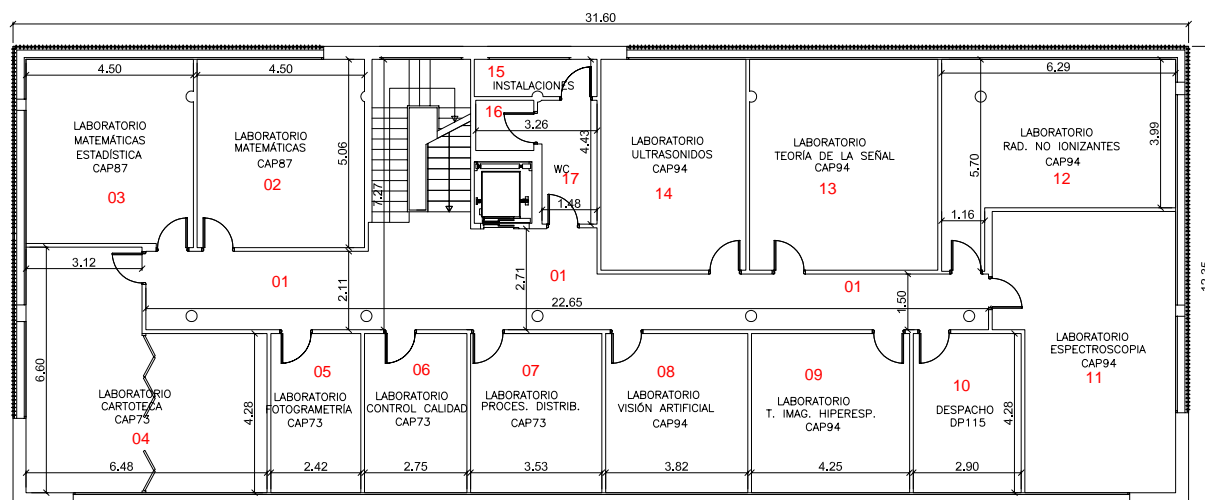 31.60
4.50
4.50
6.29
15
INSTALACIONES
16
3.26
4.43
LABORATORIO
MATEMÁTICAS
ESTADÍSTICA
CAP87
03
LABORATORIO
MATEMÁTICAS
CAP87
02
5.06
7.27
WC
17
1.48
LABORATORIO
ULTRASONIDOS
CAP94
14
LABORATORIO
TEORÍA DE LA SEÑAL
CAP94
13
5.70
LABORATORIO
RAD. NO IONIZANTES
CAP94
12
3.99
1.16
3.12
01
2.11
2.71
01
22.65
01
1.50
6.60
LABORATORIO
CARTOTECA
CAP73
04
4.28
6.48
05
LABORATORIO
FOTOGRAMETRÍA
CAP73
2.42
06
LABORATORIO
CONTROL CALIDAD
CAP73
2.75
07
LABORATORIO
PROCES. DISTRIB.
CAP73
3.53
08
LABORATORIO
VISIÓN ARTIFICIAL
CAP94
3.82
09
LABORATORIO
T. IMAG. HIPERESP.
CAP94
4.25
10
DESPACHO
DP115
2.90
4.28
LABORATORIO
ESPECTROSCOPIA
CAP94
11